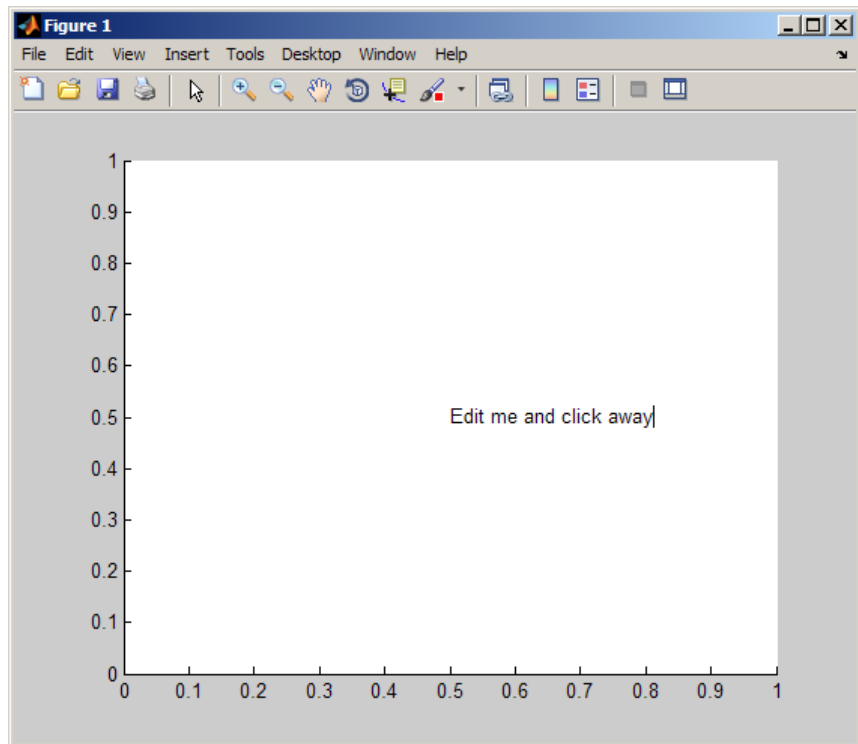 Figure 1
File Edit View Insert Tools Desktop Window Help
1
0.9
0.8
0.7
0.6
0.5
Edit me and click away
0.4
0.3
0.2
0.1
0
0 0.1 0.2 0.3 0.4 0.5 0.6 0.7 0.8 0.9 1